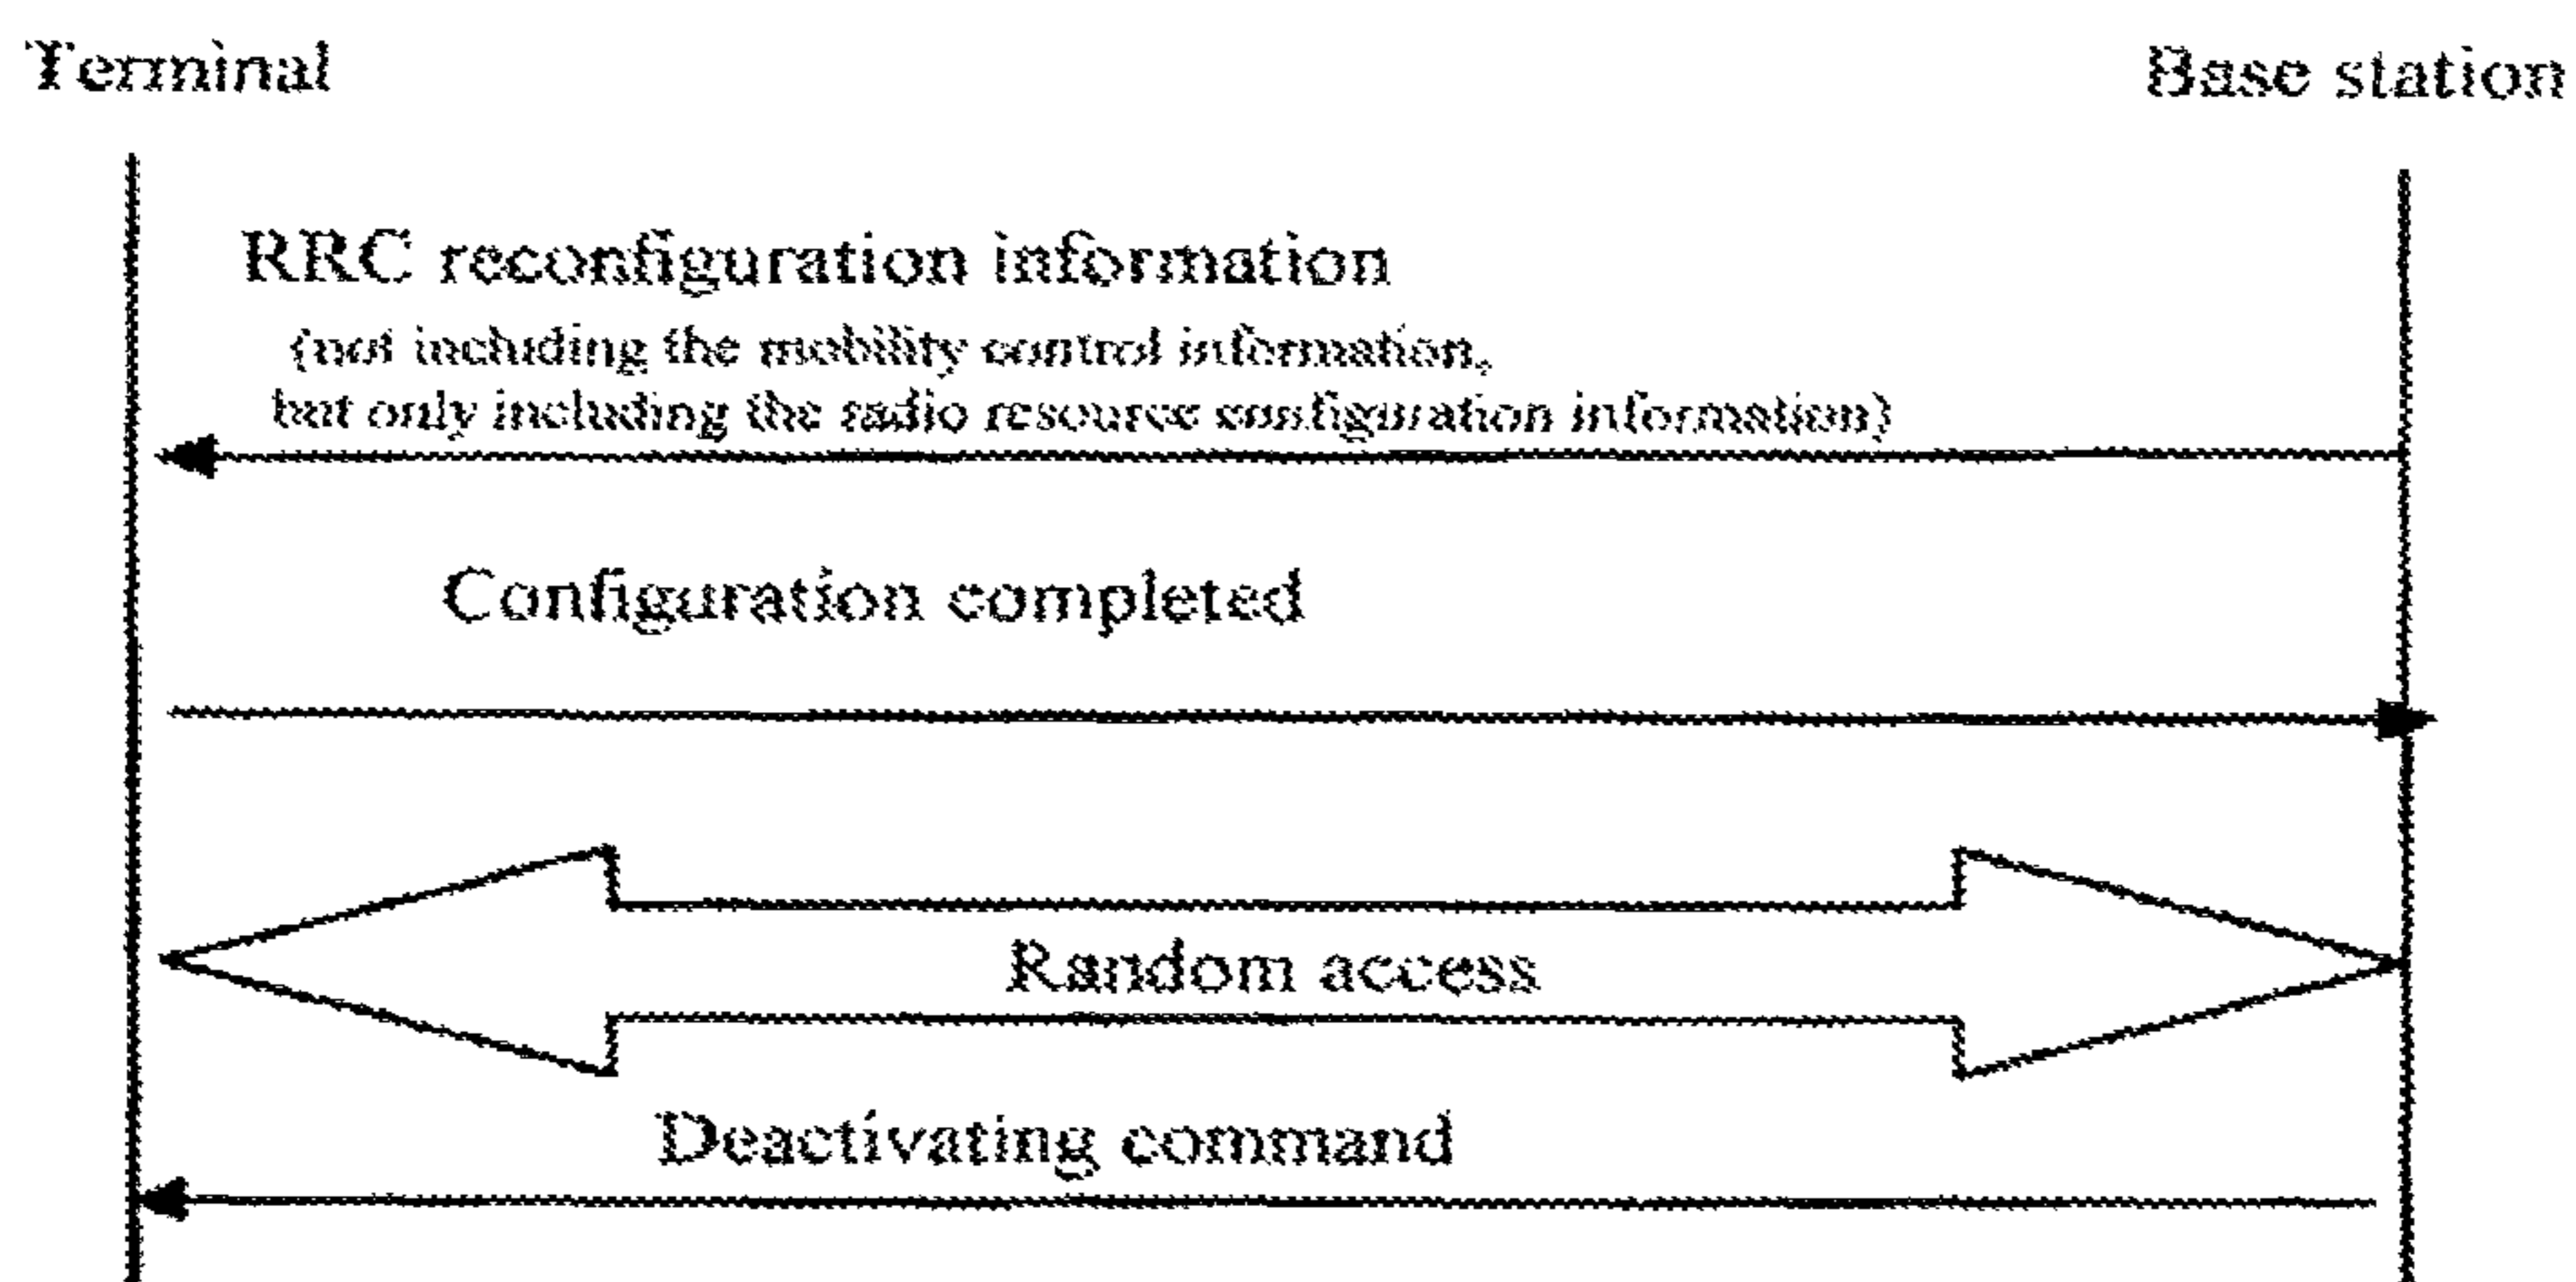 Terminal
Base station
RRC reconfiguration information
(not including the mobility control information,
but only including the radio resource configuration information)
Configuration completed
Random access
Deactivating command